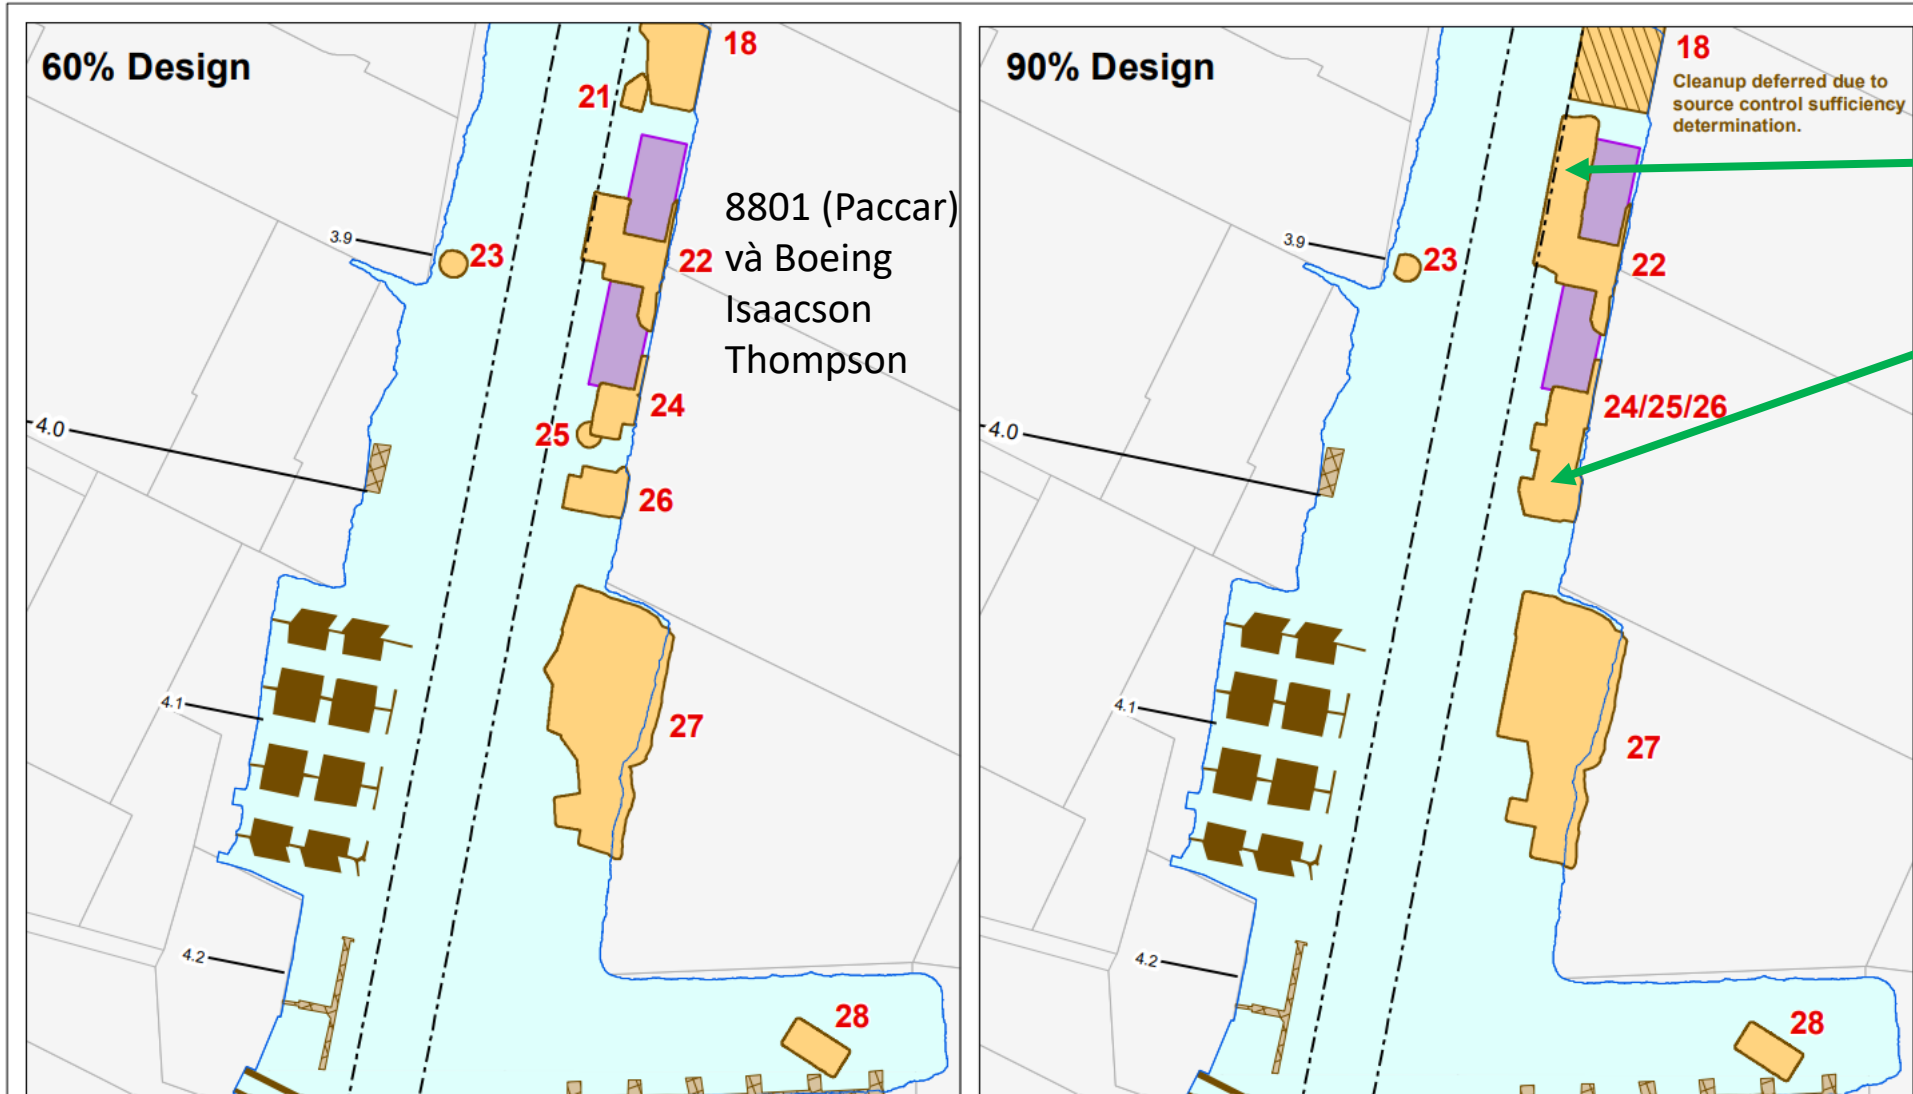 60% Design
18
21
8801 (Paccar)
và Boeing
Isaacson
Thompson
3.9
23
22
24
4.0
25
26
4.1
27
4.2
28
90% Design
18
Cleanup deferred due to
source control sufficiency
determination.
3.9
23
22
24/25/26
4.0
4.1
27
4.2
28